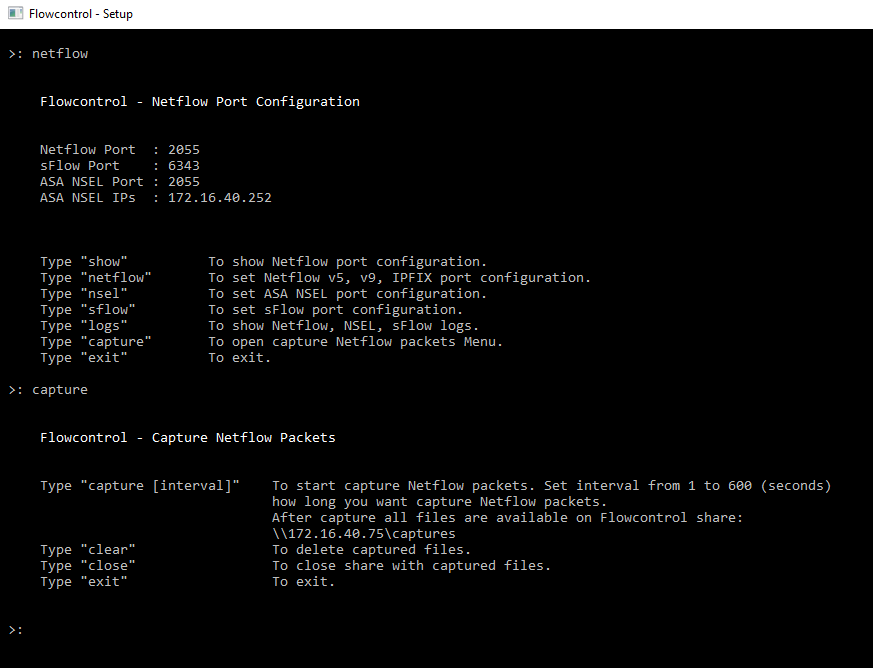 Flowcontrol - Setup
>: netflow
Flowcontrol - Netflow Port Configuration
Netflow Port  : 2055
sFlow Port    : 6343
ASA NSEL Port : 2055
ASA NSEL IPs  : 172.16.40.252
Type "show"          To show Netflow port configuration.
Type "netflow"       To set Netflow v5, v9, IPFIX port configuration.
Type "nsel"          To set ASA NSEL port configuration.
Type "sflow"         To set sFlow port configuration.
Type "logs"          To show Netflow, NSEL, sFlow logs.
Type "capture"       To open capture Netflow packets Menu.
Type "exit"          To exit.
>: capture
Flowcontrol - Capture Netflow Packets
Type "capture [interval]"    To start capture Netflow packets. Set interval from 1 to 600 (seconds)
how long you want capture Netflow packets.
After capture all files are available on Flowcontrol share:
\\172.16.40.75\captures
Type "clear"                 To delete captured files.
Type "close"                 To close share with captured files.
Type "exit"                  To exit.
>: